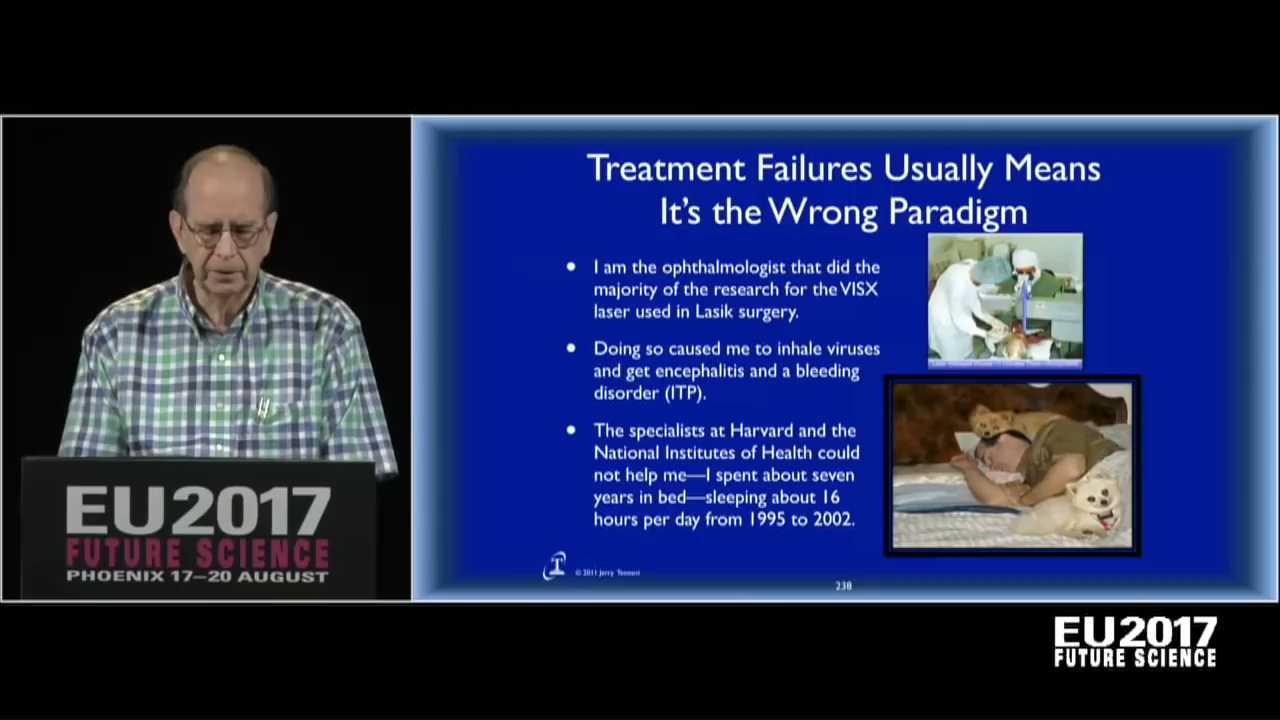 Treatment Failures Usually Means
It's the Wrong Paradigm
• I am the ophthalmologist that did the
majority of the research for the VISX
laser used in Lasik surgery.
• Doing so caused me to inhale viruses
and get encephalitis and a bleeding
disorder (ITP).
• The specialists at Harvard and the
National Institutes of Health could
not help me—I spent about seven
years in bed—sleeping about 16
hours per day from 1995 to 2002.
T
© 2011 Jerry Tennant
238
EU2017
FUTURE SCIENCE
PHOENIX 17–20 AUGUST
EU2017
FUTURE SCIENCE